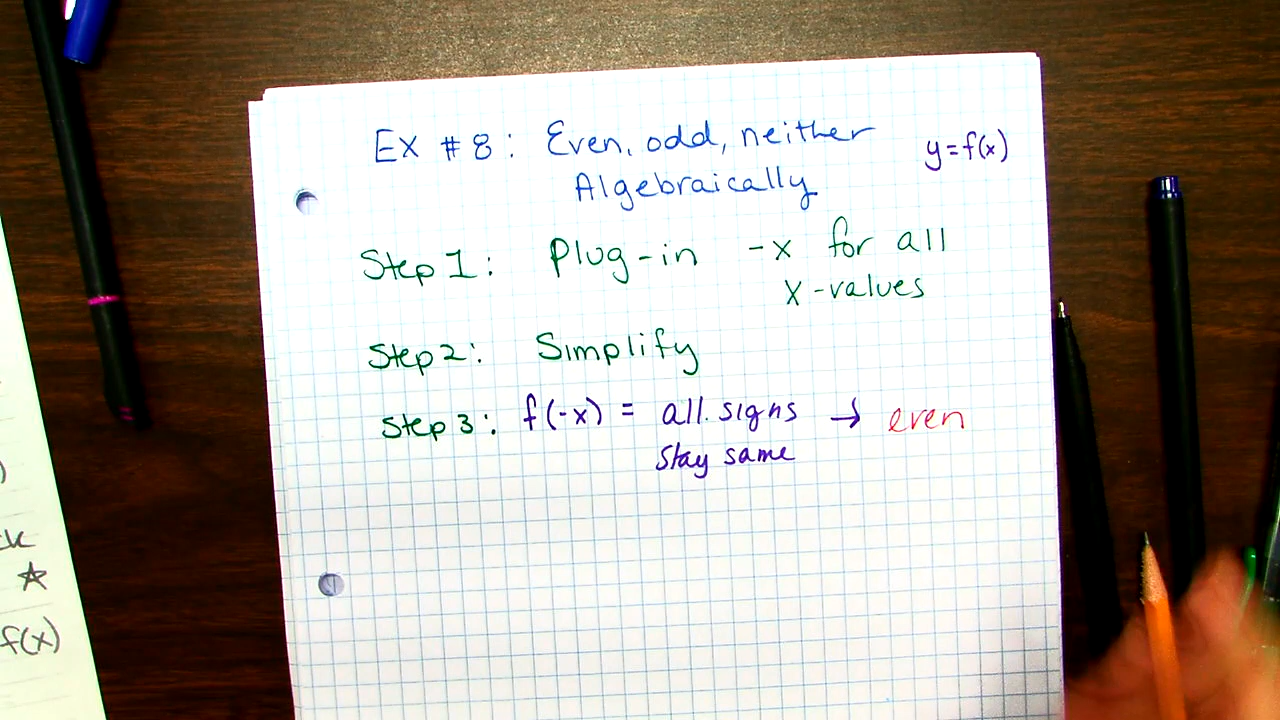 Ex # 8: Even, odd, neither
Algebraically
y=f(x)
Step 1: Plug-in -x for all
x-values
Step 2: Simplify
Step 3: f(-x) = all signs → even
stay same
☆
f(x)